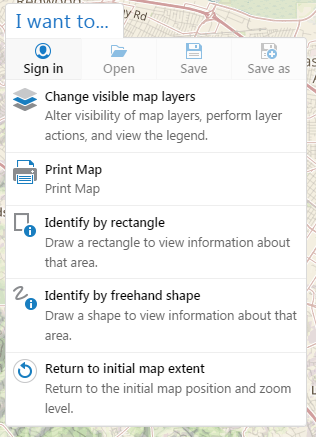 Redwood
ey Rd
I want to...
Sign in Open Save Save as
Change visible map layers
Alter visibility of map layers, perform layer
actions, and view the legend.
Print Map
Print Map
Identify by rectangle
Draw a rectangle to view information about
that area.
Identify by freehand shape
Draw a shape to view information about that
area.
Return to initial map extent
Return to the initial map position and zoom
level.